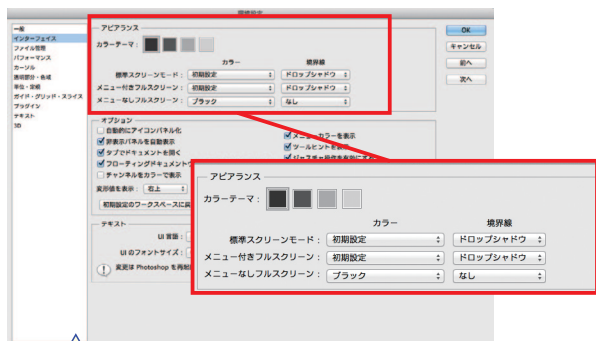 環境設定
一般
インターフェイス
ファイル管理
パフォーマンス
カーソル
透明部分・色域
単位・定規
ガイド・グリッド・スライス
プラグイン
テキスト
3D
アピアランス
カラーテーマ：
カラー 境界線
標準スクリーンモード： 初期設定 ドロップシャドウ
メニュー付きフルスクリーン： 初期設定 ドロップシャドウ
メニューなしフルスクリーン： ブラック なし
OK
キャンセル
前へ
次へ
オプション
自動的にアイコンパネル化
非表示パネルを自動表示
タブでドキュメントを開く
フローティングドキュメント
チャンネルをカラーで表示
メニューカラーを表示
ツールヒントを表示
変形値を表示： 右上
初期設定のワークスペースに戻
テキスト
UI 言語：
UI のフォントサイズ：
変更は Photoshop を再起
アピアランス
カラーテーマ：
カラー 境界線
標準スクリーンモード： 初期設定 ドロップシャドウ
メニュー付きフルスクリーン： 初期設定 ドロップシャドウ
メニューなしフルスクリーン： ブラック なし